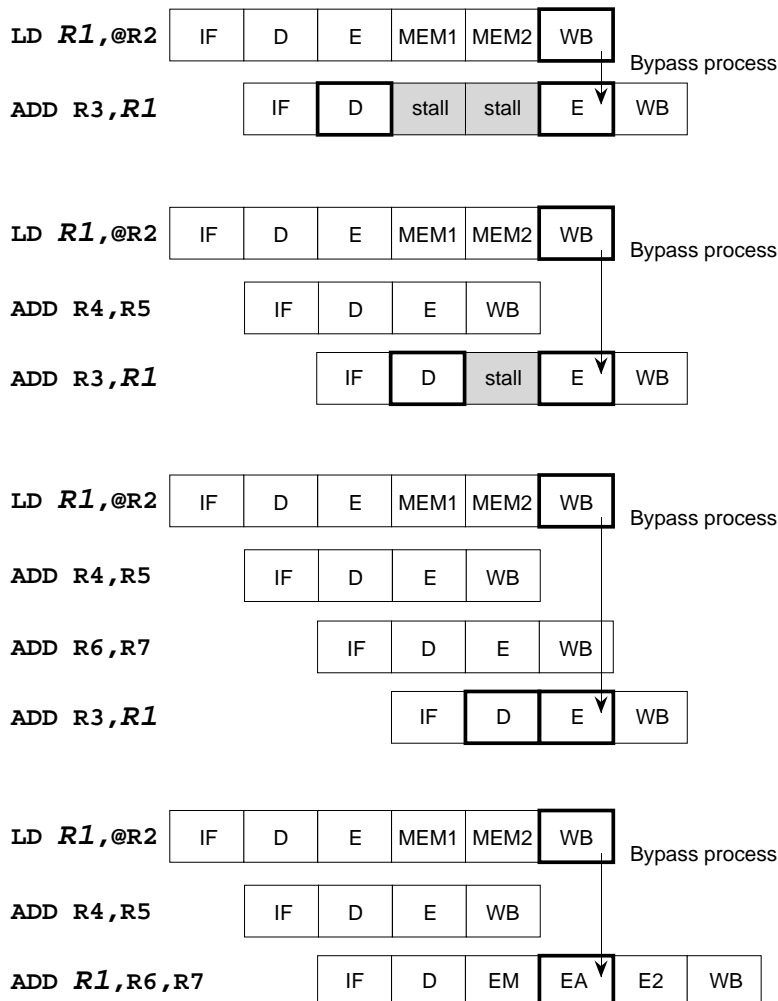 LD R1,@R2 IF D E MEM1 MEM2 WB
Bypass process
ADD R3,R1 IF D stall stall E WB
LD R1,@R2 IF D E MEM1 MEM2 WB
Bypass process
ADD R4,R5 IF D E WB
ADD R3,R1 IF D stall E WB
LD R1,@R2 IF D E MEM1 MEM2 WB
Bypass process
ADD R4,R5 IF D E WB
ADD R6,R7 IF D E WB
ADD R3,R1 IF D E WB
LD R1,@R2 IF D E MEM1 MEM2 WB
Bypass process
ADD R4,R5 IF D E WB
ADD R1,R6,R7 IF D EM EA E2 WB